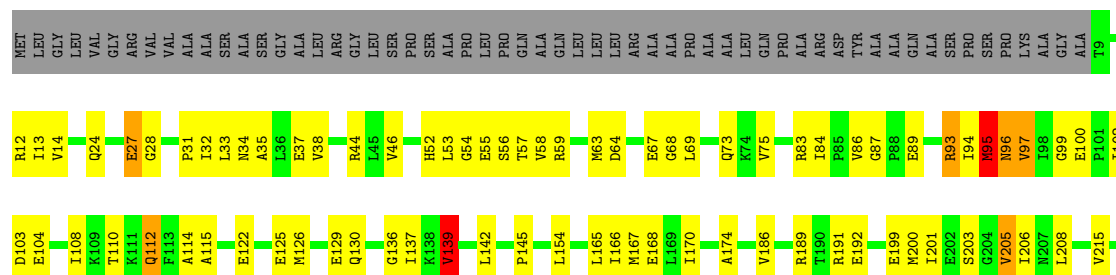 MET LEU GLY LEU LEU VAL GLY ARG VAL VAL ALA ALA SER ALA SER GLY ALA LEU ARG GLY LEU SER PRO SER ALA PRO LEU PRO GLN ALA GLN LEU LEU LEU ARG ALA ALA PRO ALA ALA LEU GLN PRO ALA ARG ASP TYR ALA ALA GLN ALA SER PRO SER PRO LYS ALA GLY ALA T9
R12 I13 V14 Q24 E27 G28 P31 I32 L33 N34 A35 L36 E37 V38 R44 L45 V46 H52 L53 G54 E55 S56 T57 V58 R59 M63 D64 E67 G68 L69 Q73 K74 V75 R83 I84 P85 V86 G87 P88 E89 R93 I94 M95 N96 V97 I98 G99 E100 P101
D103 E104 I108 K109 T110 K111 Q112 F113 A114 A115 E122 E125 M126 E129 Q130 G136 I137 K138 V139 L142 P145 L154 L165 I166 M167 E168 L169 I170 A174 V186 R189 T190 R191 E192 E199 M200 I201 E202 S203 G204 V205 I206 N207 L208 V215